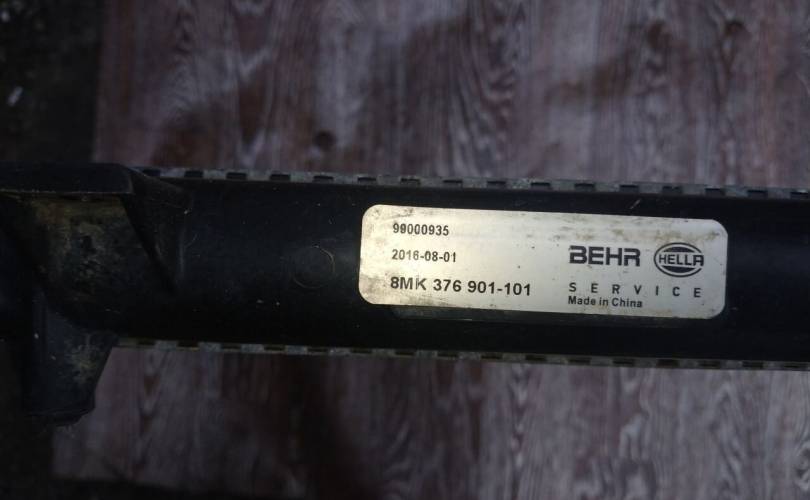 99000935
2016-08-01
8MK 376 901-101
BEHR HELLA
SERVICE
Made in China